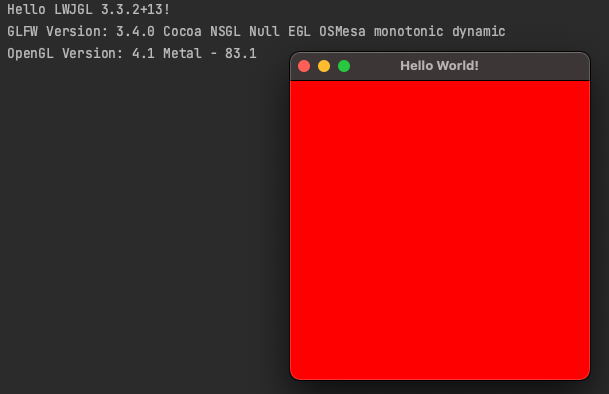 Hello LWJGL 3.3.2+13!
GLFW Version: 3.4.0 Cocoa NSGL Null EGL OSMesa monotonic dynamic
OpenGL Version: 4.1 Metal - 83.1
Hello World!